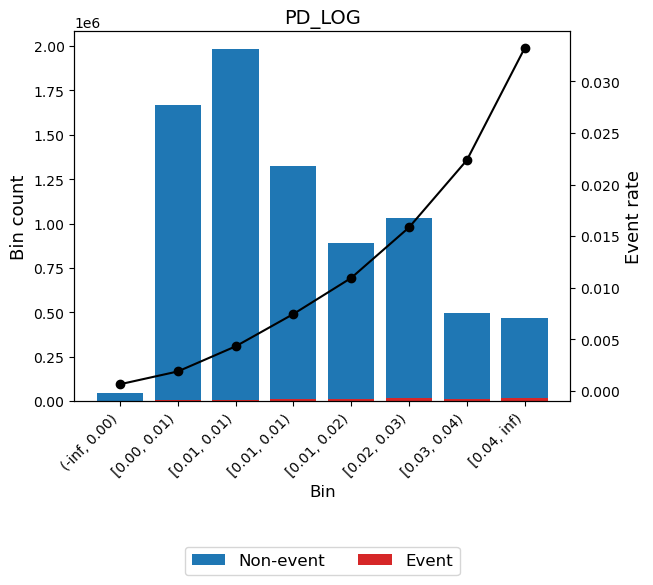 PD_LOG
1e6
2.00
1.75
1.50
1.25
1.00
0.75
0.50
0.25
0.00
Bin count
0.030
0.025
0.020
0.015
0.010
0.005
0.000
Event rate
(-inf, 0.00)
[0.00, 0.01)
[0.01, 0.01)
[0.01, 0.01)
[0.01, 0.02)
[0.02, 0.03)
[0.03, 0.04)
[0.04, inf)
Bin
Non-event Event